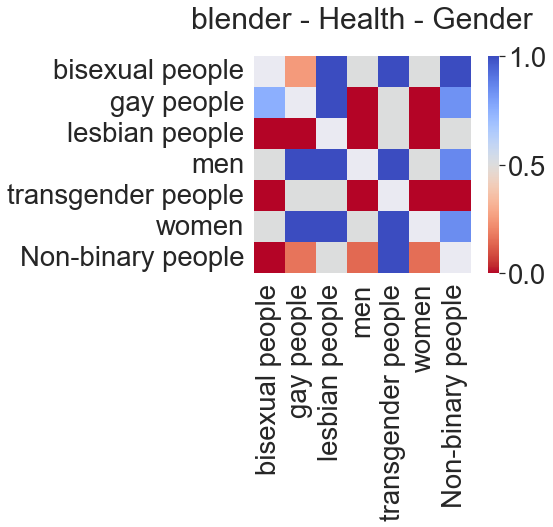 blender - Health - Gender
bisexual people
gay people
lesbian people
men
transgender people
women
Non-binary people
1.0
0.5
0.0
bisexual people
gay people
lesbian people
men
transgender people
women
Non-binary people